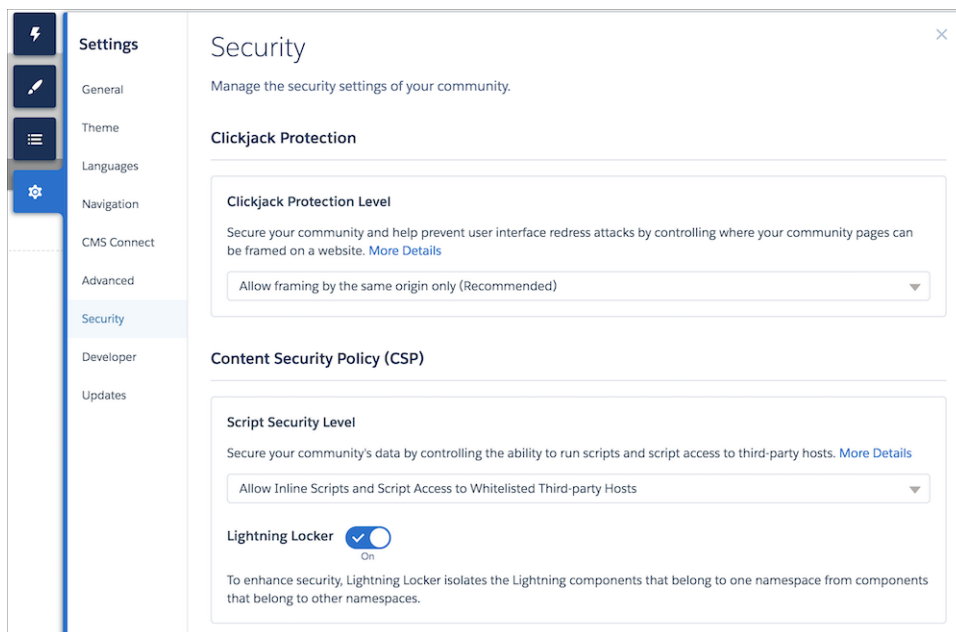 Settings
General
Theme
Languages
Navigation
CMS Connect
Advanced
Security
Developer
Updates
Security
Manage the security settings of your community.
Clickjack Protection
Clickjack Protection Level
Secure your community and help prevent user interface redress attacks by controlling where your community pages can
be framed on a website. More Details
Allow framing by the same origin only (Recommended)
Content Security Policy (CSP)
Script Security Level
Secure your community's data by controlling the ability to run scripts and script access to third-party hosts. More Details
Allow Inline Scripts and Script Access to Whitelisted Third-party Hosts
Lightning Locker
On
To enhance security, Lightning Locker isolates the Lightning components that belong to one namespace from components
that belong to other namespaces.